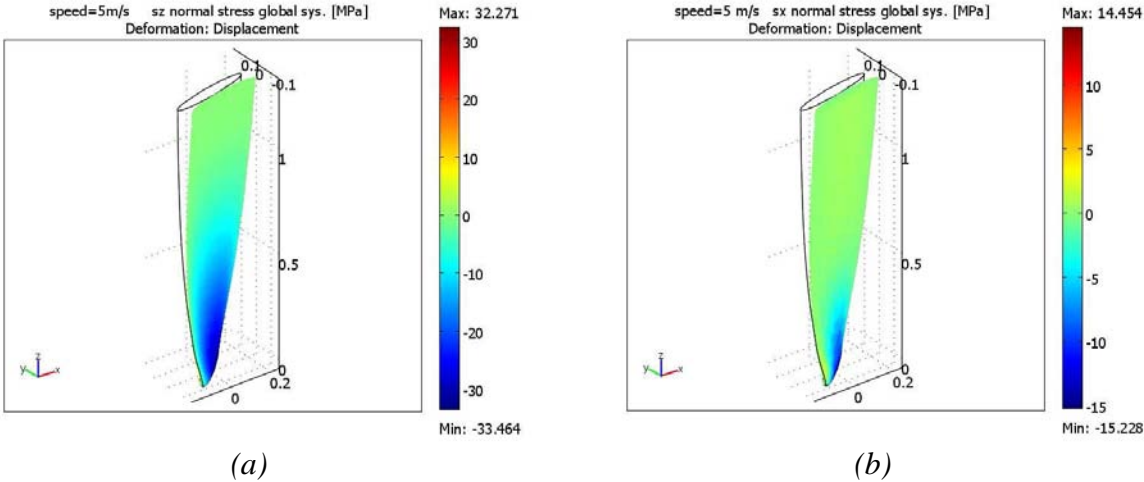 speed=5m/s sz normal stress global sys. [MPa]
Deformation: Displacement
Max: 32.271
30
20
10
0
-10
-20
-30
Min: -33.464
0.1
0
-0.1
1
0.5
0
0.2
0
z
y
x
(a)
speed=5 m/s sx normal stress global sys. [MPa]
Deformation: Displacement
Max: 14.454
10
5
0
-5
-10
-15
Min: -15.228
0.1
0
-0.1
1
0.5
0
0.2
0
z
y
x
(b)